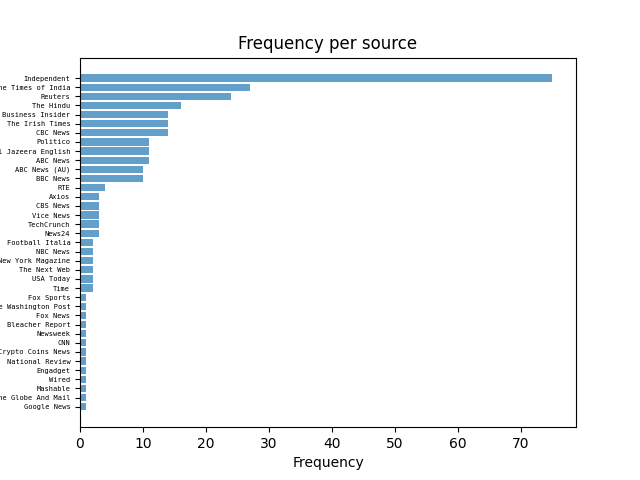 Frequency per source
Independent
he Times of India
Reuters
The Hindu
Business Insider
The Irish Times
CBC News
Politico
l Jazeera English
ABC News
ABC News (AU)
BBC News
RTE
Axios
CBS News
Vice News
TechCrunch
News24
Football Italia
NBC News
New York Magazine
The Next Web
USA Today
Time
Fox Sports
e Washington Post
Fox News
Bleacher Report
Newsweek
CNN
Crypto Coins News
National Review
Engadget
Wired
Mashable
he Globe And Mail
Google News
0 10 20 30 40 50 60 70
Frequency